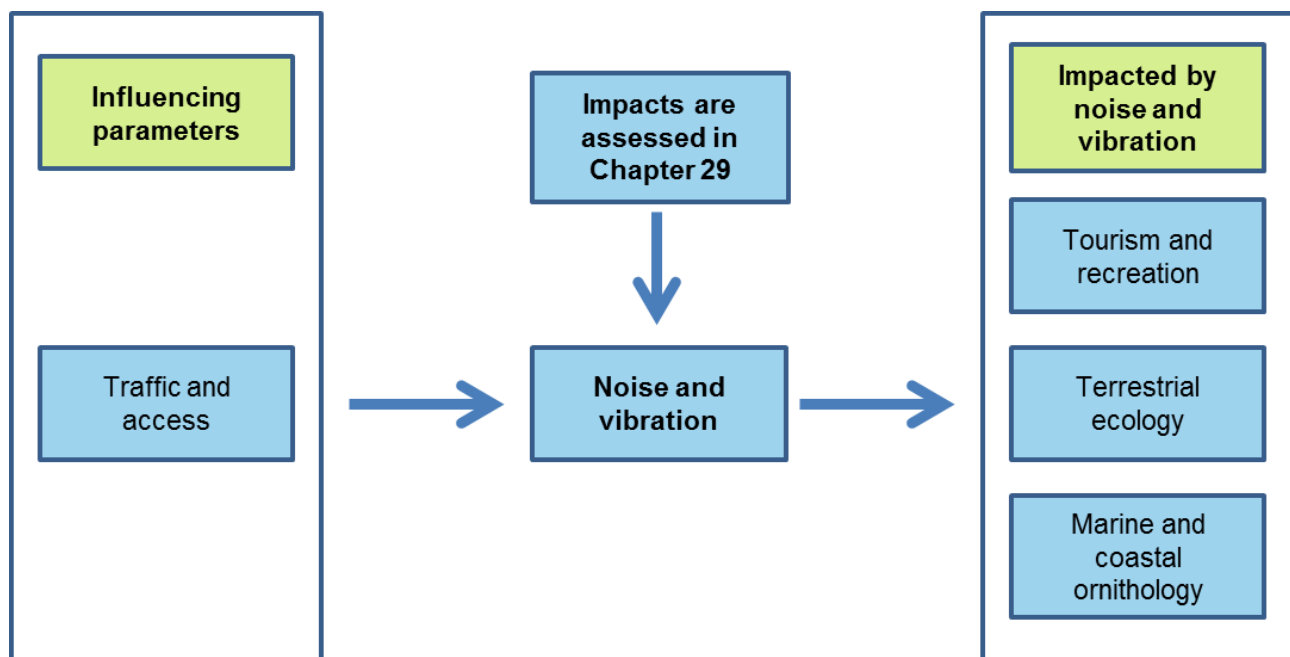 Influencing
parameters
Traffic and
access
Impacts are
assessed in
Chapter 29
Noise and
vibration
Impacted by
noise and
vibration
Tourism and
recreation
Terrestrial
ecology
Marine and
coastal
ornithology